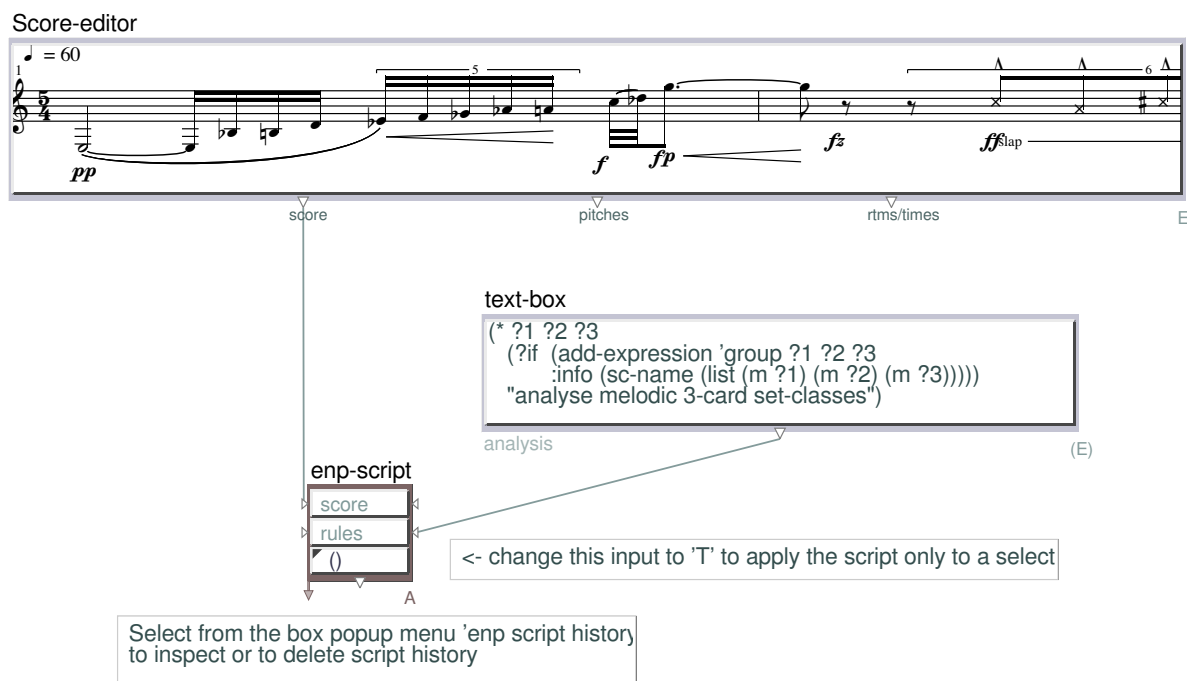 Score-editor
♩ = 60
1
5
6
5
4
pp
f
fp
fz
ff
slap
score
pitches
rtms/times
E
text-box
(* ?1 ?2 ?3
(?if (add-expression 'group ?1 ?2 ?3
:info (sc-name (list (m ?1) (m ?2) (m ?3)))))
"analyse melodic 3-card set-classes")
analysis
(E)
enp-script
score
rules
()
<- change this input to 'T' to apply the script only to a select
A
Select from the box popup menu 'enp script history
to inspect or to delete script history